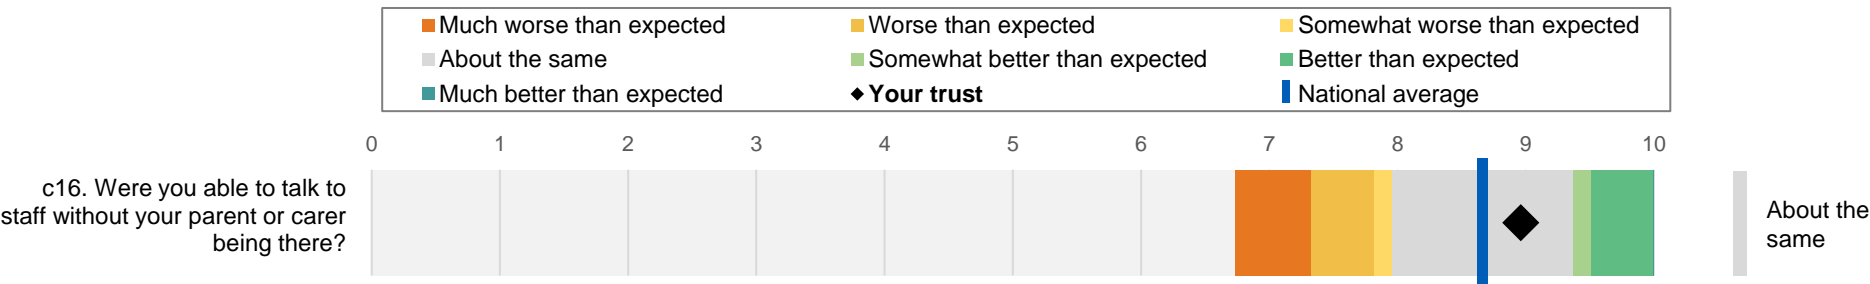 Much worse than expected
Worse than expected
Somewhat worse than expected
About the same
Somewhat better than expected
Better than expected
Much better than expected
Your trust
National average
0 1 2 3 4 5 6 7 8 9 10
c16. Were you able to talk to
staff without your parent or carer
being there?
About the
same